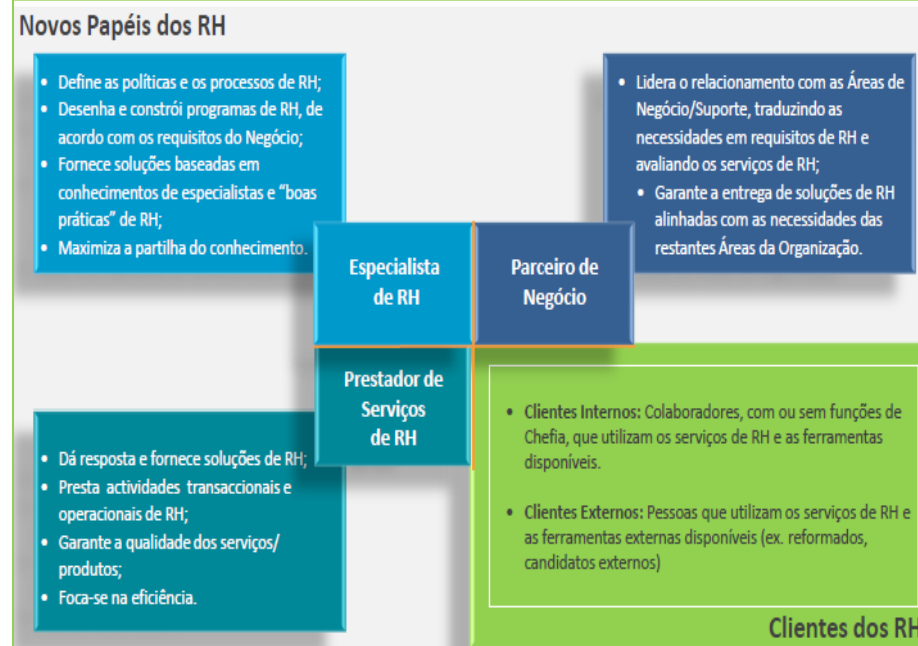 Novos Papéis dos RH
• Define as políticas e os processos de RH;
• Desenha e constrói programas de RH, de
acordo com os requisitos do Negócio;
• Fornece soluções baseadas em
conhecimentos de especialistas e “boas
práticas” de RH;
• Maximiza a partilha do conhecimento.
• Lidera o relacionamento com as Áreas de
Negócio/Suporte, traduzindo as
necessidades em requisitos de RH e
avaliando os serviços de RH;
• Garante a entrega de soluções de RH
alinhadas com as necessidades das
restantes Áreas da Organização.
Especialista
de RH
Parceiro de
Negócio
Prestador de
Serviços
de RH
• Dá resposta e fornece soluções de RH;
• Presta actividades transaccionais e
operacionais de RH;
• Garante a qualidade dos serviços/
produtos;
• Foca-se na eficiência.
• Clientes Internos: Colaboradores, com ou sem funções de
Chefia, que utilizam os serviços de RH e as ferramentas
disponíveis.
• Clientes Externos: Pessoas que utilizam os serviços de RH e
as ferramentas externas disponíveis (ex. reformados,
candidatos externos)
Clientes dos RH